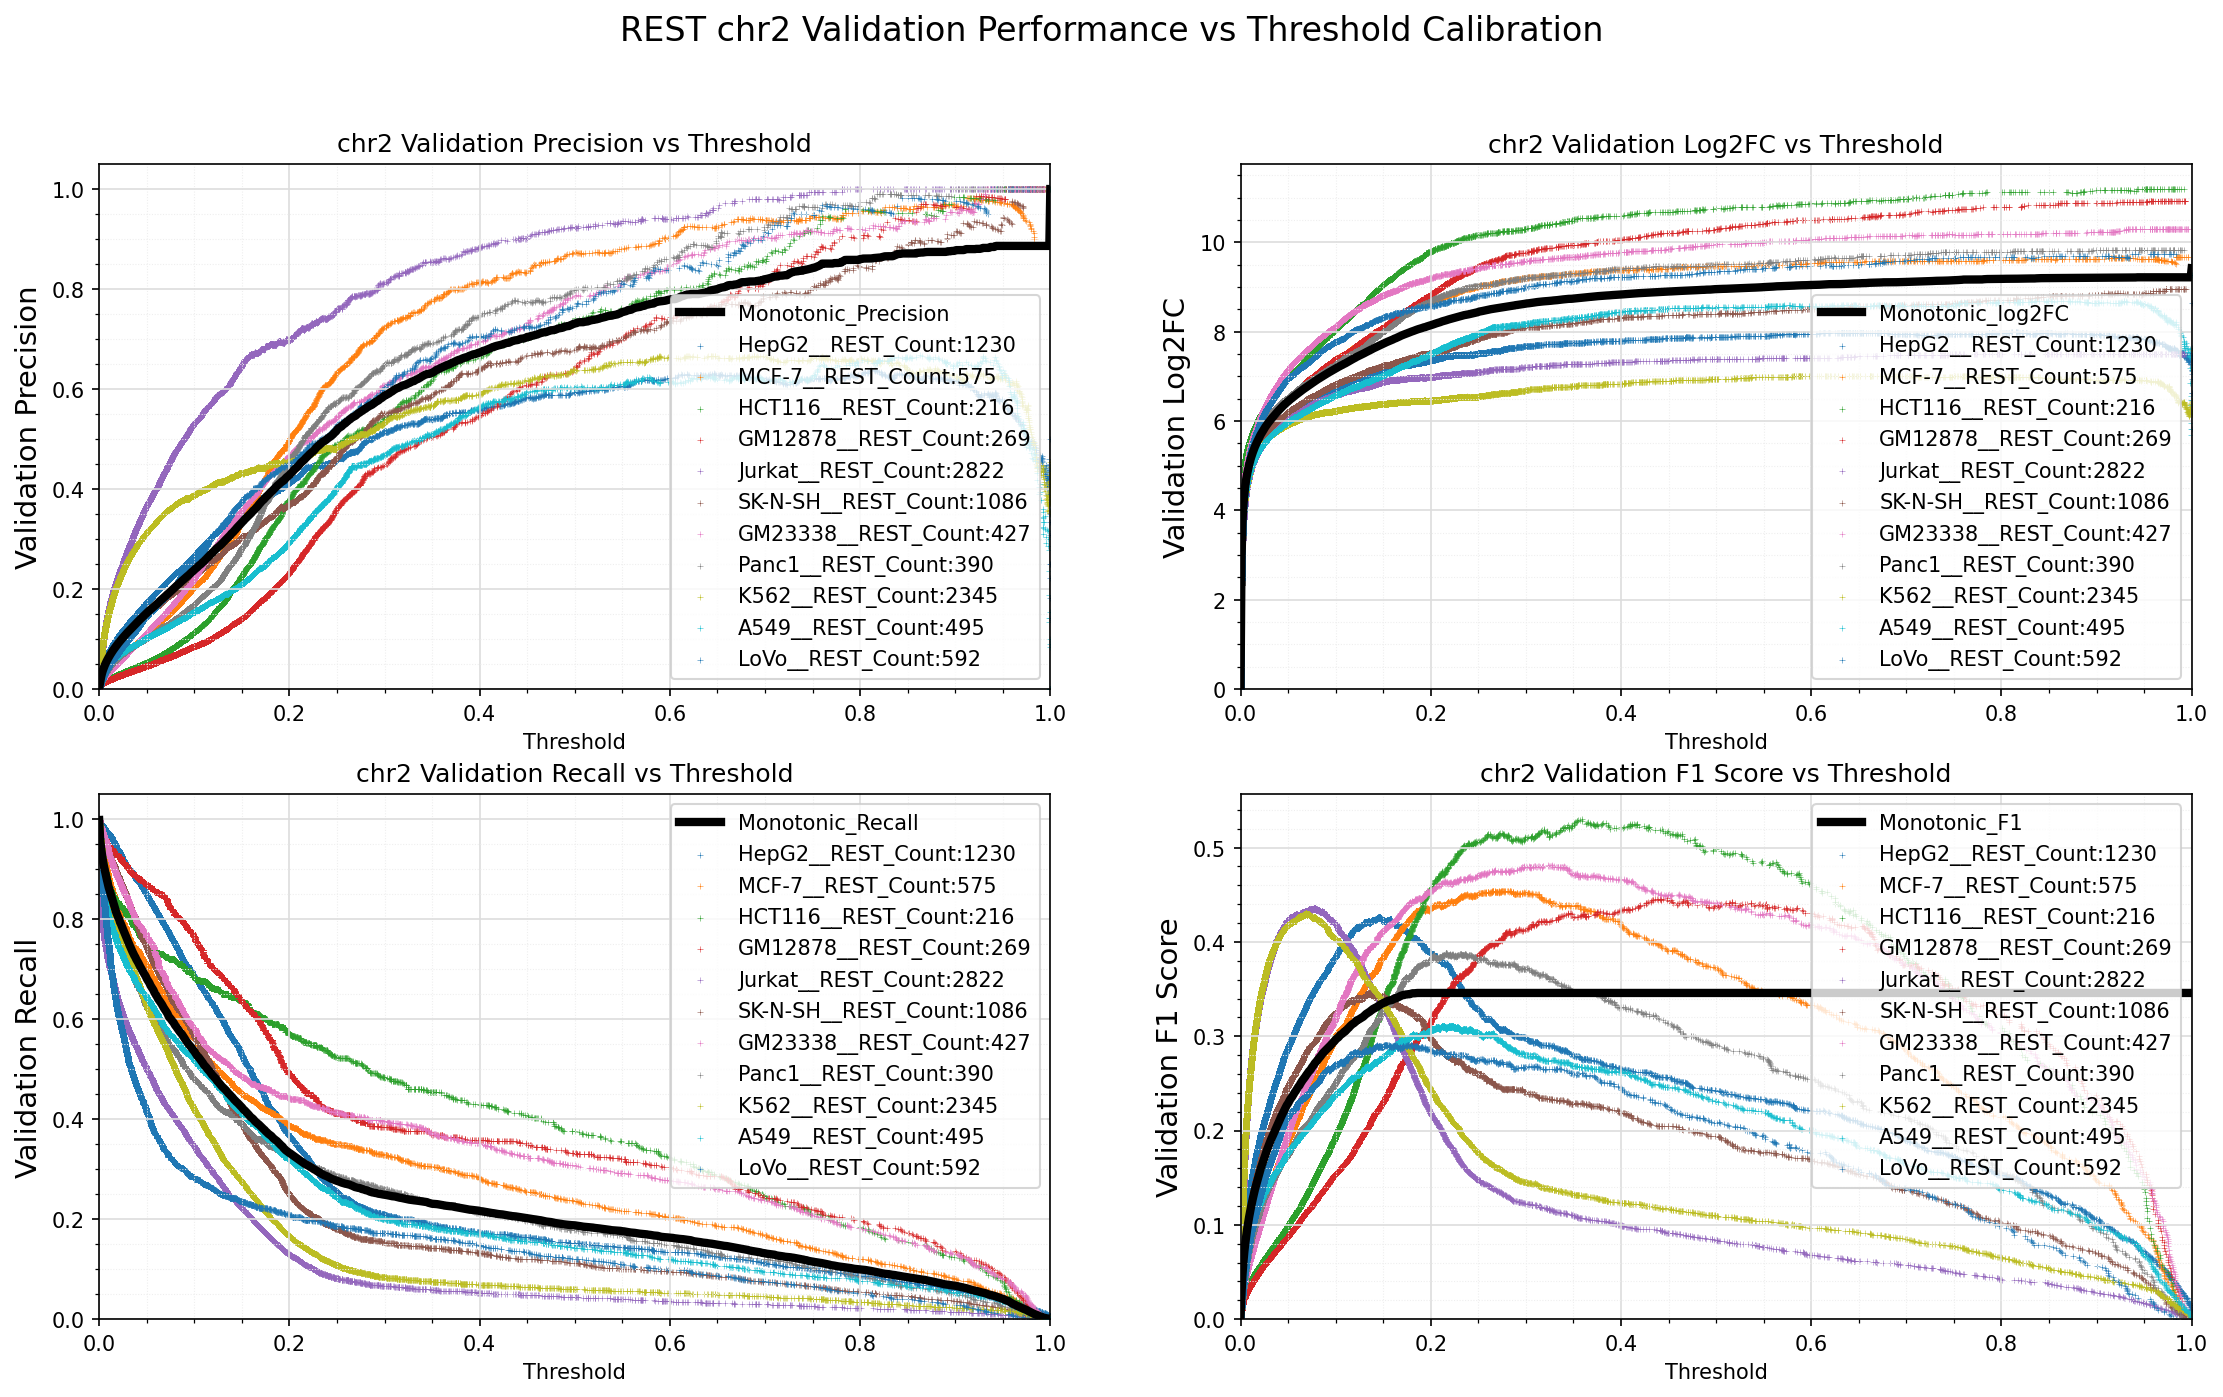 REST chr2 Validation Performance vs Threshold Calibration
chr2 Validation Precision vs Threshold
Validation Precision
1.0
0.8
0.6
0.4
0.2
0.0
Monotonic_Precision
HepG2__REST_Count:1230
MCF-7__REST_Count:575
HCT116__REST_Count:216
GM12878__REST_Count:269
Jurkat__REST_Count:2822
SK-N-SH__REST_Count:1086
GM23338__REST_Count:427
Panc1__REST_Count:390
K562__REST_Count:2345
A549__REST_Count:495
LoVo__REST_Count:592
0.0 0.2 0.4 0.6 0.8 1.0
Threshold
chr2 Validation Log2FC vs Threshold
Validation Log2FC
10
8
6
4
2
0
Monotonic_log2FC
HepG2__REST_Count:1230
MCF-7__REST_Count:575
HCT116__REST_Count:216
GM12878__REST_Count:269
Jurkat__REST_Count:2822
SK-N-SH__REST_Count:1086
GM23338__REST_Count:427
Panc1__REST_Count:390
K562__REST_Count:2345
A549__REST_Count:495
LoVo__REST_Count:592
0.0 0.2 0.4 0.6 0.8 1.0
Threshold
chr2 Validation Recall vs Threshold
Validation Recall
1.0
0.8
0.6
0.4
0.2
0.0
Monotonic_Recall
HepG2__REST_Count:1230
MCF-7__REST_Count:575
HCT116__REST_Count:216
GM12878__REST_Count:269
Jurkat__REST_Count:2822
SK-N-SH__REST_Count:1086
GM23338__REST_Count:427
Panc1__REST_Count:390
K562__REST_Count:2345
A549__REST_Count:495
LoVo__REST_Count:592
0.0 0.2 0.4 0.6 0.8 1.0
Threshold
chr2 Validation F1 Score vs Threshold
Validation F1 Score
0.5
0.4
0.3
0.2
0.1
0.0
Monotonic_F1
HepG2__REST_Count:1230
MCF-7__REST_Count:575
HCT116__REST_Count:216
GM12878__REST_Count:269
Jurkat__REST_Count:2822
SK-N-SH__REST_Count:1086
GM23338__REST_Count:427
Panc1__REST_Count:390
K562__REST_Count:2345
A549__REST_Count:495
LoVo__REST_Count:592
0.0 0.2 0.4 0.6 0.8 1.0
Threshold